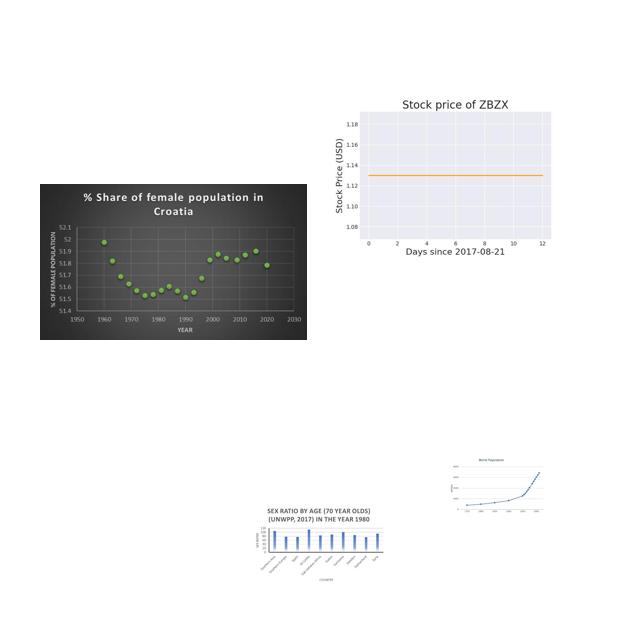 Stock price of ZBZX
Stock Price (USD)
1.18
1.16
1.14
1.12
1.10
1.08
0 2 4 6 8 10 12
Days since 2017-08-21
% Share of female population in
Croatia
% OF FEMALE POPULATION
52.1
52
51.9
51.8
51.7
51.6
51.5
51.4
1950 1960 1970 1980 1990 2000 2010 2020 2030
YEAR
World Population
SEX RATIO BY AGE (70 YEAR OLDS)
(UNWPP, 2017) IN THE YEAR 1980
COUNTRY